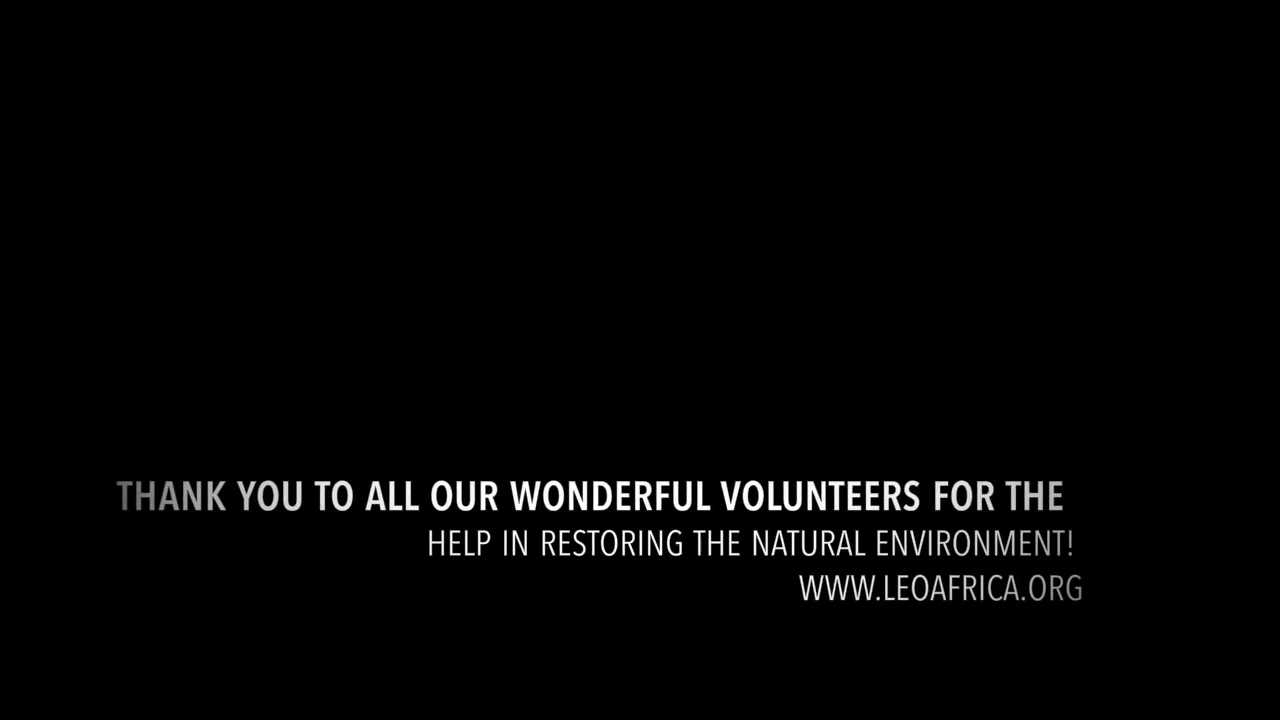 THANK YOU TO ALL OUR WONDERFUL VOLUNTEERS FOR THE
HELP IN RESTORING THE NATURAL ENVIRONMENT!
WWW.LEOAFRICA.ORG